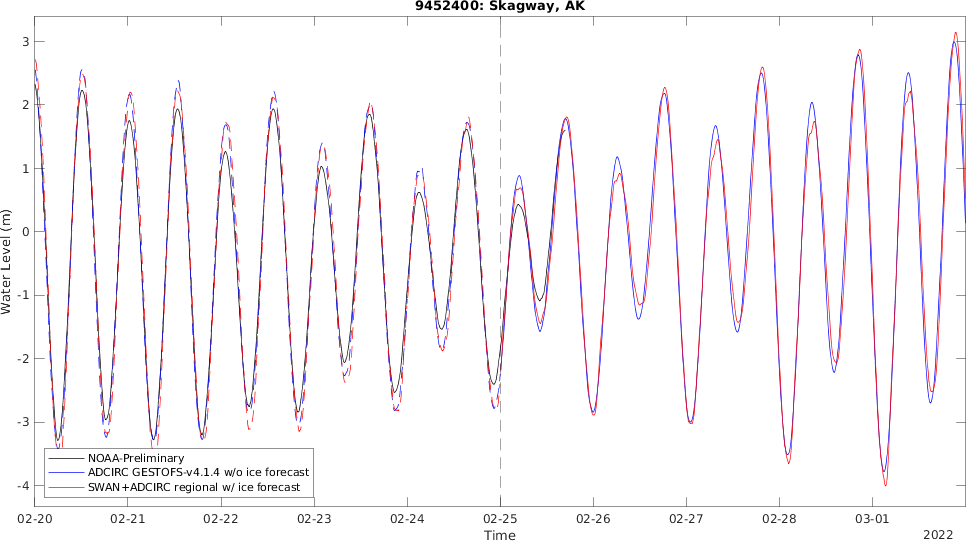 9452400: Skagway, AK
3
2
1
0
-1
-2
-3
-4
Water Level (m)
NOAA-Preliminary
ADCIRC GESTOFS-v4.1.4 w/o ice forecast
SWAN+ADCIRC regional w/ ice forecast
02-20 02-21 02-22 02-23 02-24 02-25 02-26 02-27 02-28 03-01
Time
2022